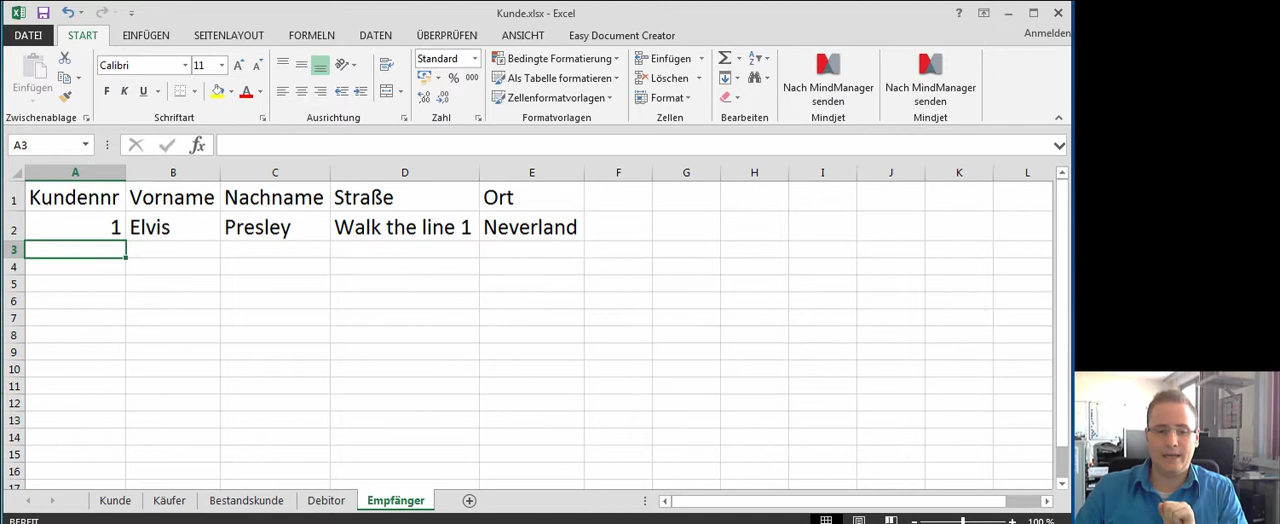 Kunde.xlsx - Excel
?
DATEI START EINFÜGEN SEITENLAYOUT FORMELN DATEN ÜBERPRÜFEN ANSICHT Easy Document Creator Anmelden
Einfügen
Zwischenablage
Calibri 11
F K U
Schriftart
Ausrichtung
Standard
% 000
Zahl
Bedingte Formatierung
Als Tabelle formatieren
Zellenformatvorlagen
Formatvorlagen
Einfügen
Löschen
Format
Zellen
Bearbeiten
Nach MindManager
senden
Mindjet
Nach MindManager
senden
Mindjet
A3 fx
A B C D E F G H I J K L
1 Kundennr Vorname Nachname Straße Ort
2 1 Elvis Presley Walk the line 1 Neverland
3
4
5
6
7
8
9
10
11
12
13
14
15
16
17
Kunde Käufer Bestandskunde Debitor Empfänger
BEREIT 100 %